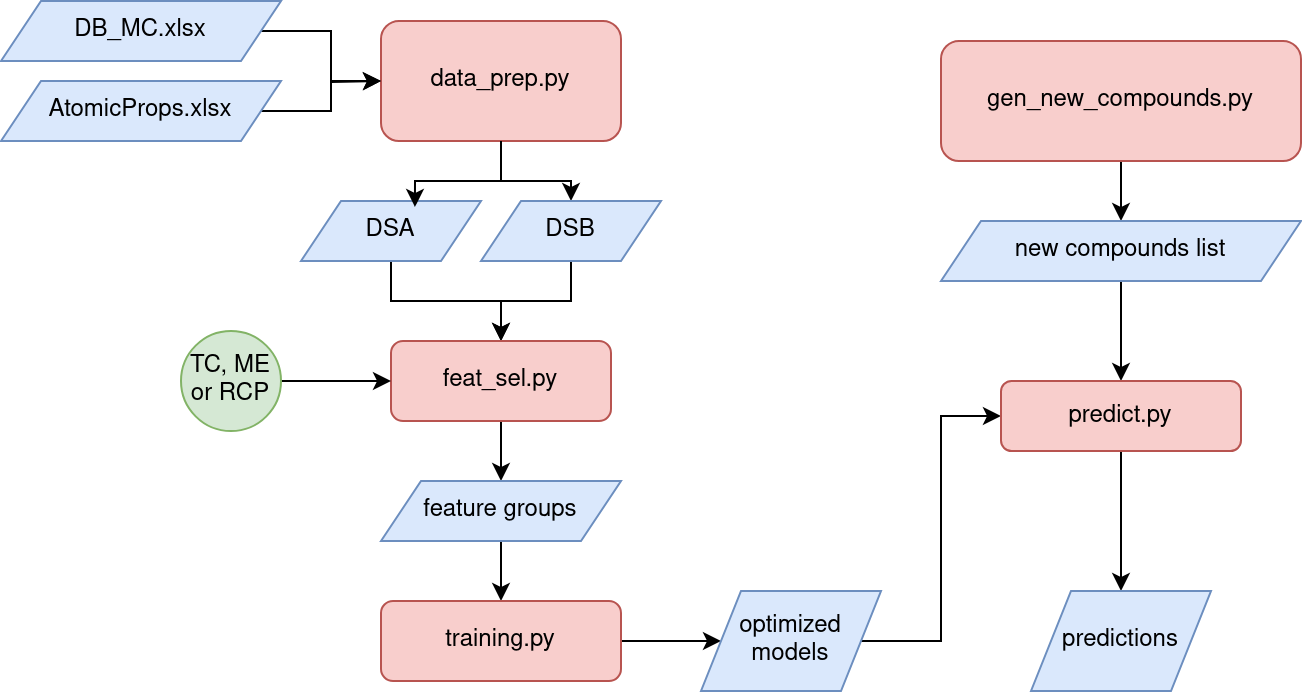 DB_MC.xlsx
AtomicProps.xlsx
data_prep.py
gen_new_compounds.py
DSA
DSB
new compounds list
TC, ME
or RCP
feat_sel.py
predict.py
feature groups
training.py
optimized
models
predictions